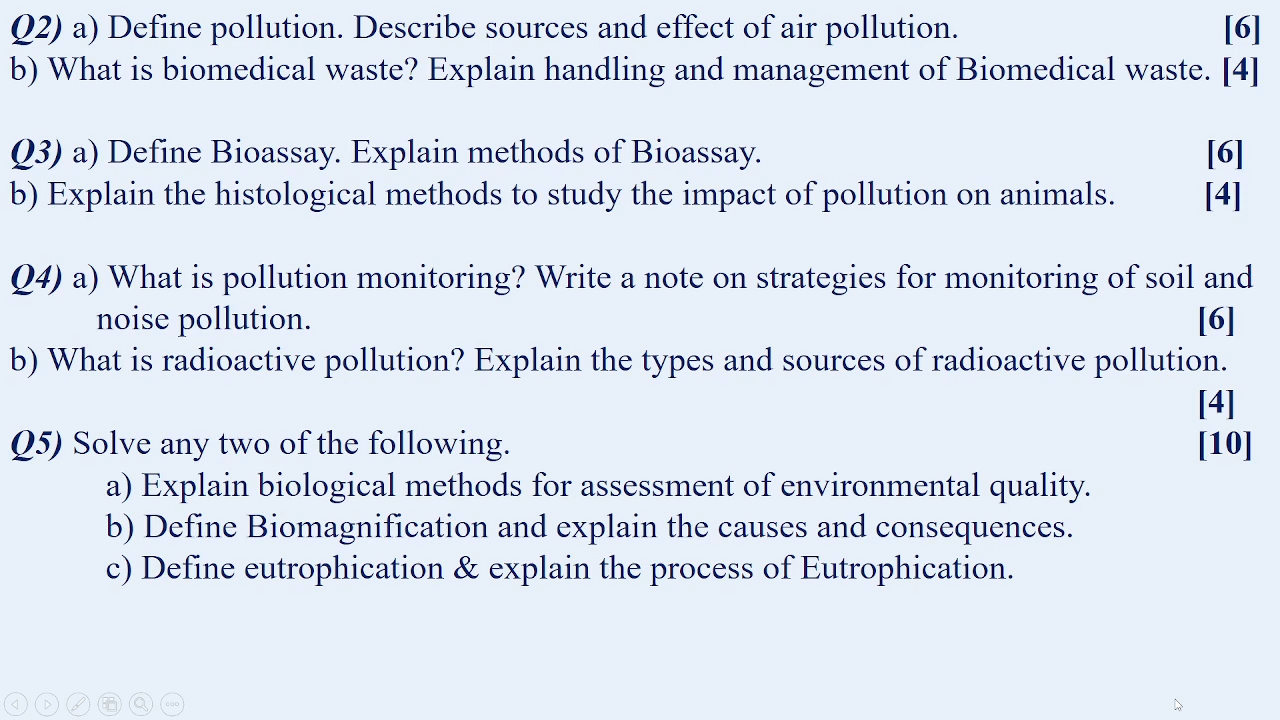 Q2) a) Define pollution. Describe sources and effect of air pollution. [6]
b) What is biomedical waste? Explain handling and management of Biomedical waste. [4]
Q3) a) Define Bioassay. Explain methods of Bioassay. [6]
b) Explain the histological methods to study the impact of pollution on animals. [4]
Q4) a) What is pollution monitoring? Write a note on strategies for monitoring of soil and
noise pollution. [6]
b) What is radioactive pollution? Explain the types and sources of radioactive pollution.
[4]
Q5) Solve any two of the following. [10]
a) Explain biological methods for assessment of environmental quality.
b) Define Biomagnification and explain the causes and consequences.
c) Define eutrophication & explain the process of Eutrophication.